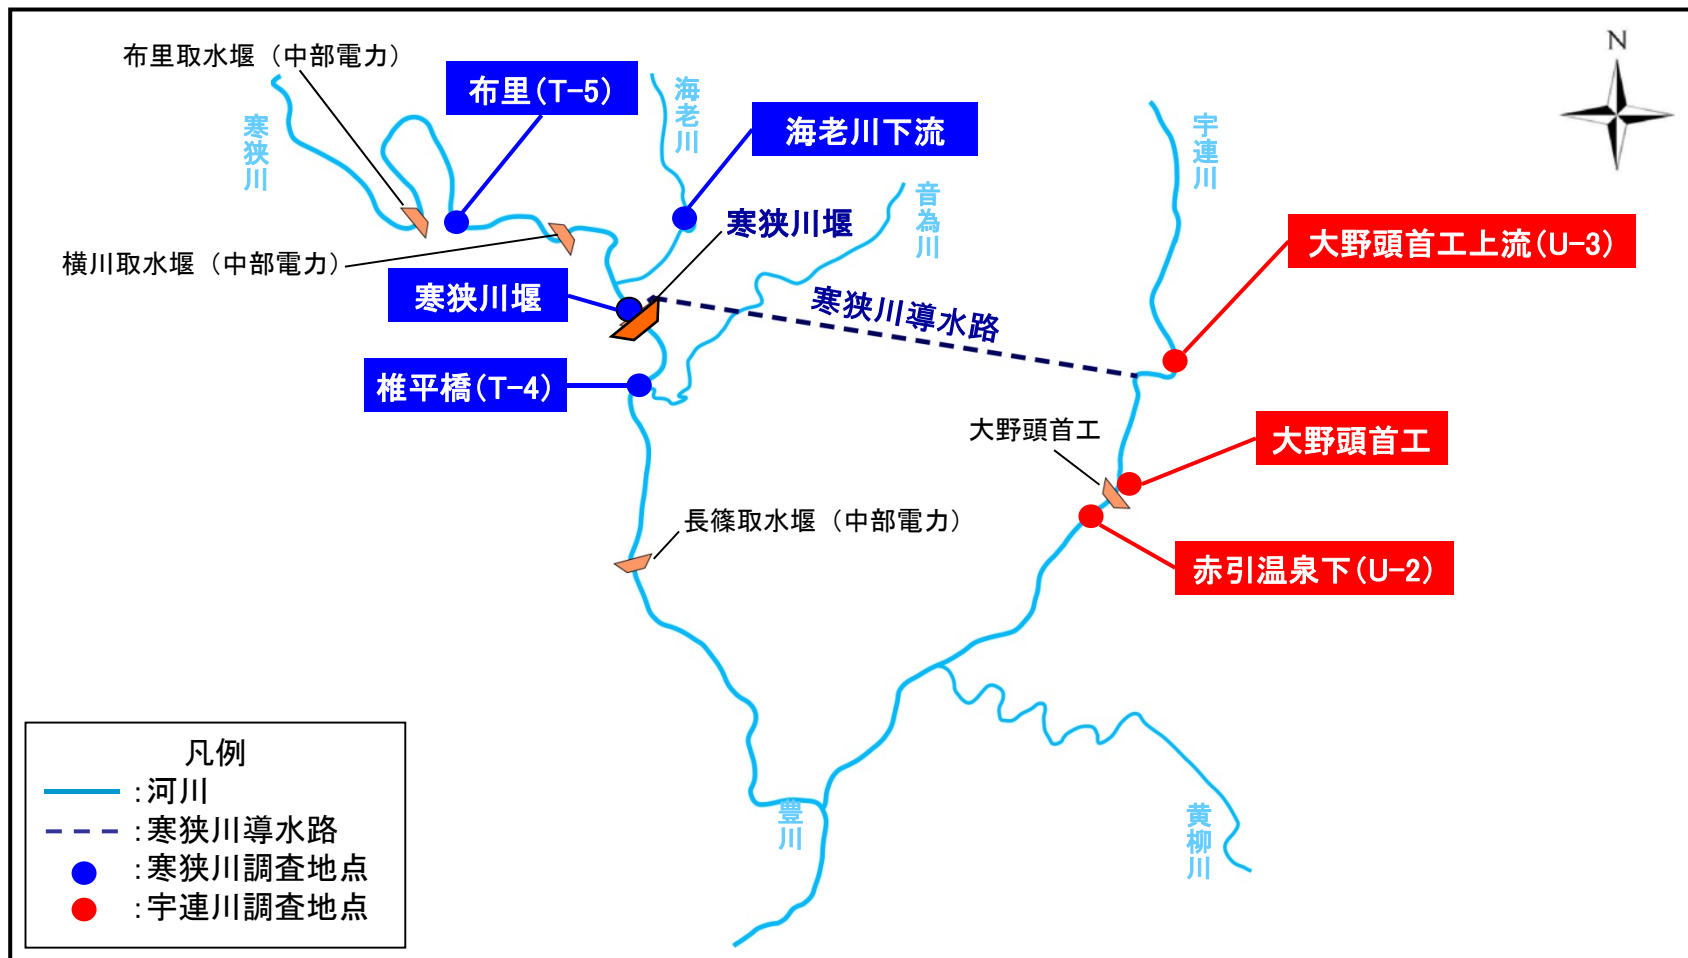 布里取水堰（中部電力）
布里(T-5)
海老川
海老川下流
寒狭川
宇連川
N
音為川
寒狭川堰
大野頭首工上流(U-3)
横川取水堰（中部電力）
寒狭川堰
寒狭川導水路
椎平橋(T-4)
大野頭首工
大野頭首工
長篠取水堰（中部電力）
赤引温泉下(U-2)
豊川
黄柳川
凡例
：河川
：寒狭川導水路
：寒狭川調査地点
：宇連川調査地点